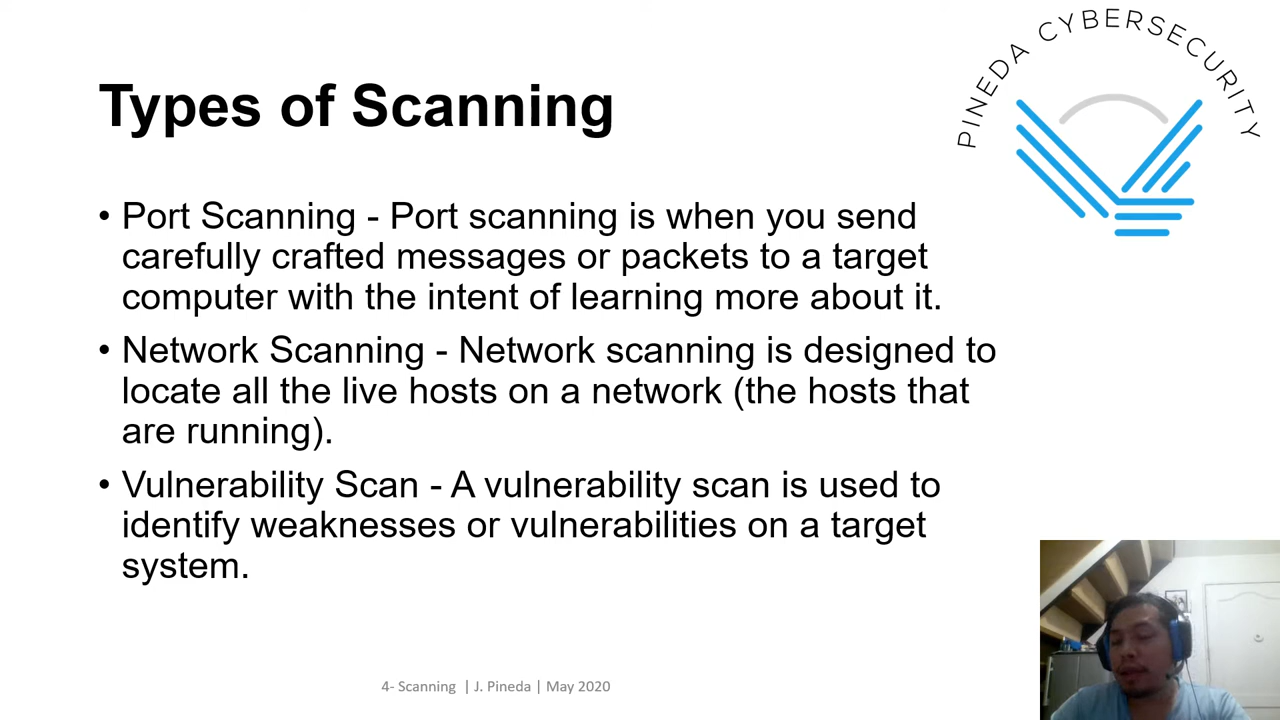 PINEDA CYBERSECURITY
Types of Scanning
• Port Scanning - Port scanning is when you send
carefully crafted messages or packets to a target
computer with the intent of learning more about it.
• Network Scanning - Network scanning is designed to
locate all the live hosts on a network (the hosts that
are running).
• Vulnerability Scan - A vulnerability scan is used to
identify weaknesses or vulnerabilities on a target
system.
4- Scanning | J. Pineda | May 2020